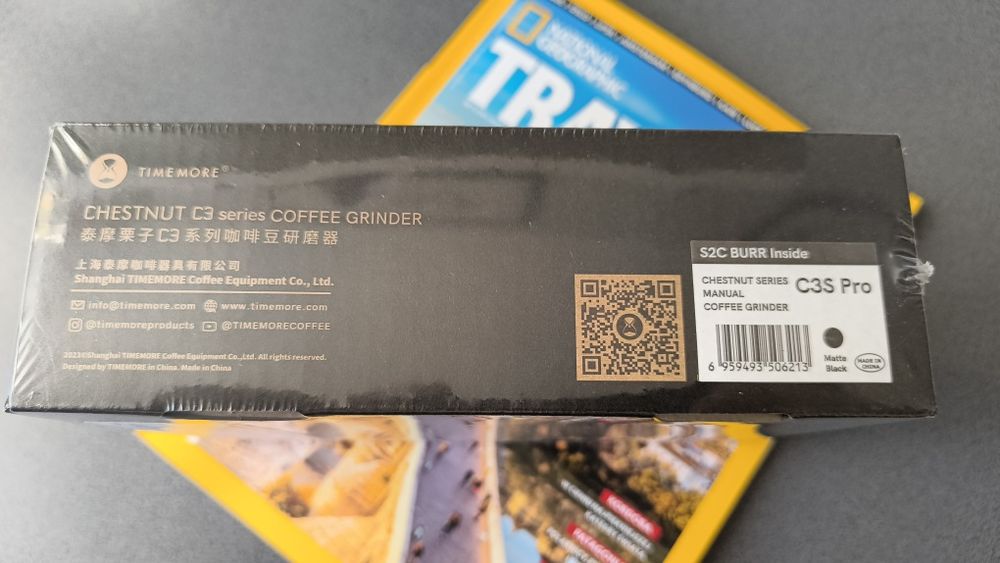 NATIONAL
GEOGRAPHIC
TRA
TIMEMORE®
CHESTNUT C3 series COFFEE GRINDER
泰摩栗子C3系列咖啡豆研磨器
上海泰摩咖啡器具有限公司
Shanghai TIMEMORE Coffee Equipment Co., Ltd.
info@timemore.com www.timemore.com
@timemoreproducts @TIMEMORECOFFEE
2023©Shanghai TIMEMORE Coffee Equipment Co.,Ltd. All rights reserved.
Designed by TIMEMORE in China. Made in China
S2C BURR Inside
CHESTNUT SERIES
MANUAL
COFFEE GRINDER
C3S Pro
6 959493 506213
Matte
Black
MADE IN
CHINA